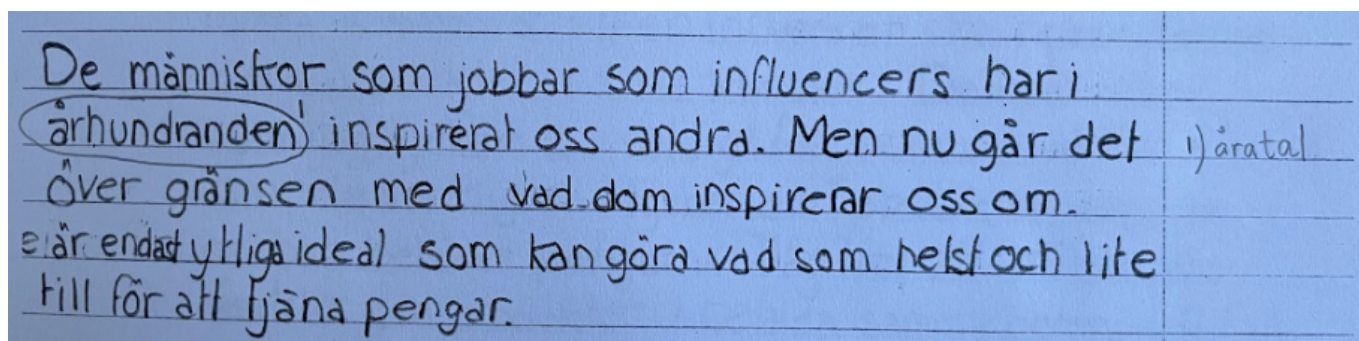 De människor som jobbar som influencers har i
århundranden¹ inspirerat oss andra. Men nu går det 1) åratal
över gränsen med vad dom inspirerar oss om.
är endast ytliga ideal som kan göra vad som helst och lite
till för att tjäna pengar.